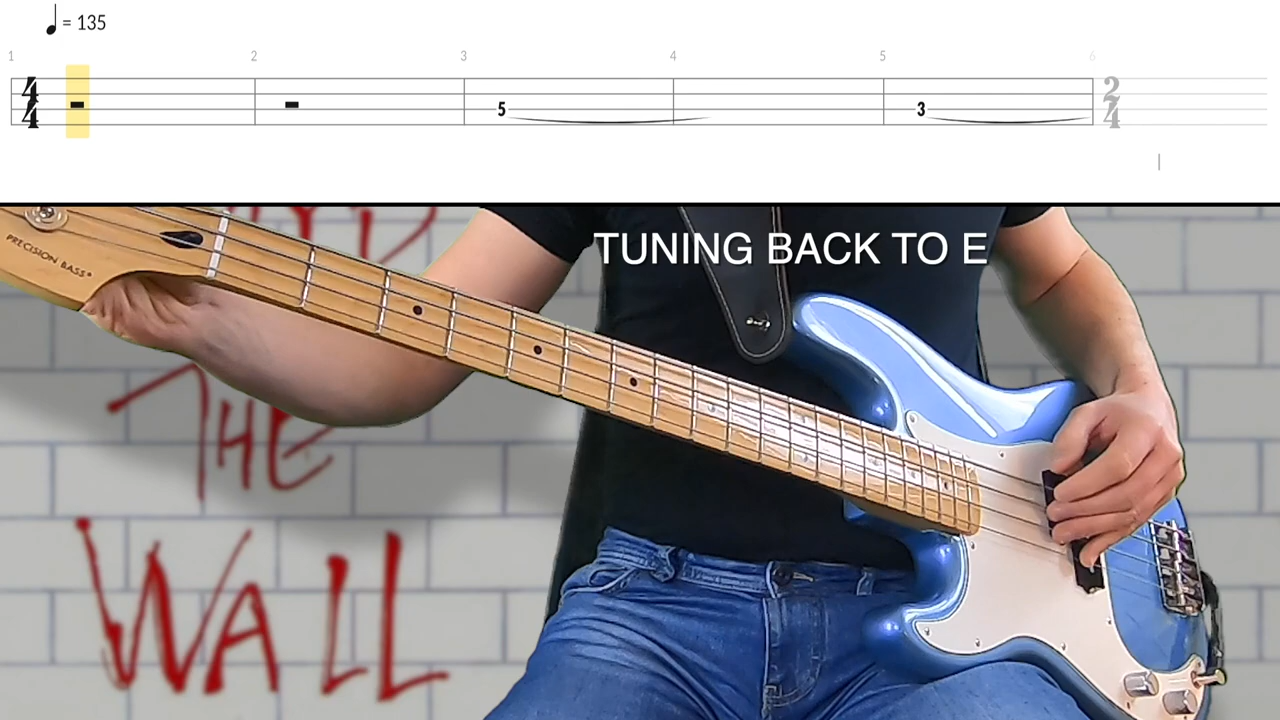 = 135
1 2 3 4 5 6
4 4 5 3 2 4
TUNING BACK TO E
PRECISION BASS®
THE
WALL